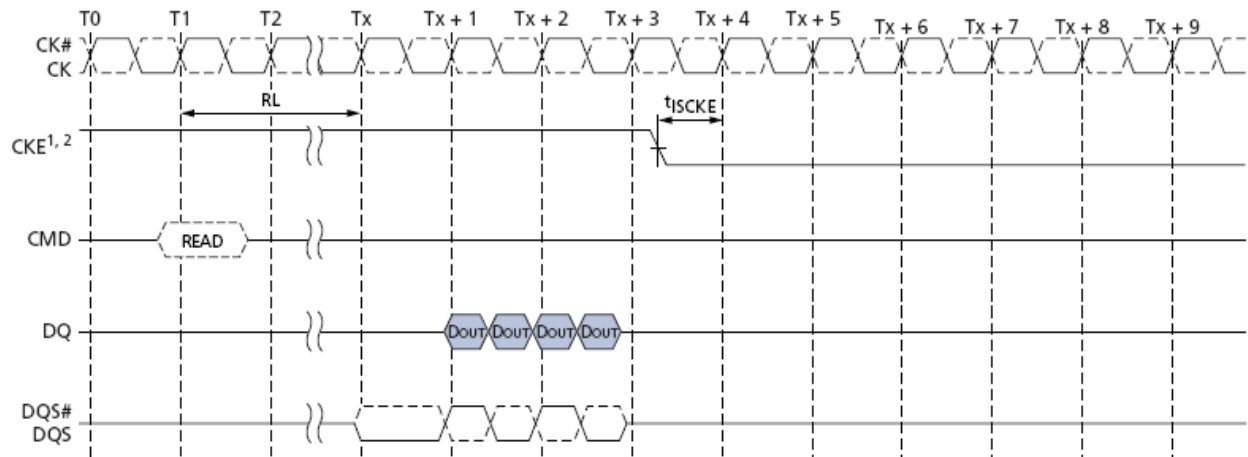 T0 T1 T2 Tx Tx + 1 Tx + 2 Tx + 3 Tx + 4 Tx + 5 Tx + 6 Tx + 7 Tx + 8 Tx + 9
CK#
CK
RL
tISCKE
CKE1, 2
CMD READ
DQ DOUT DOUT DOUT DOUT
DQS#
DQS